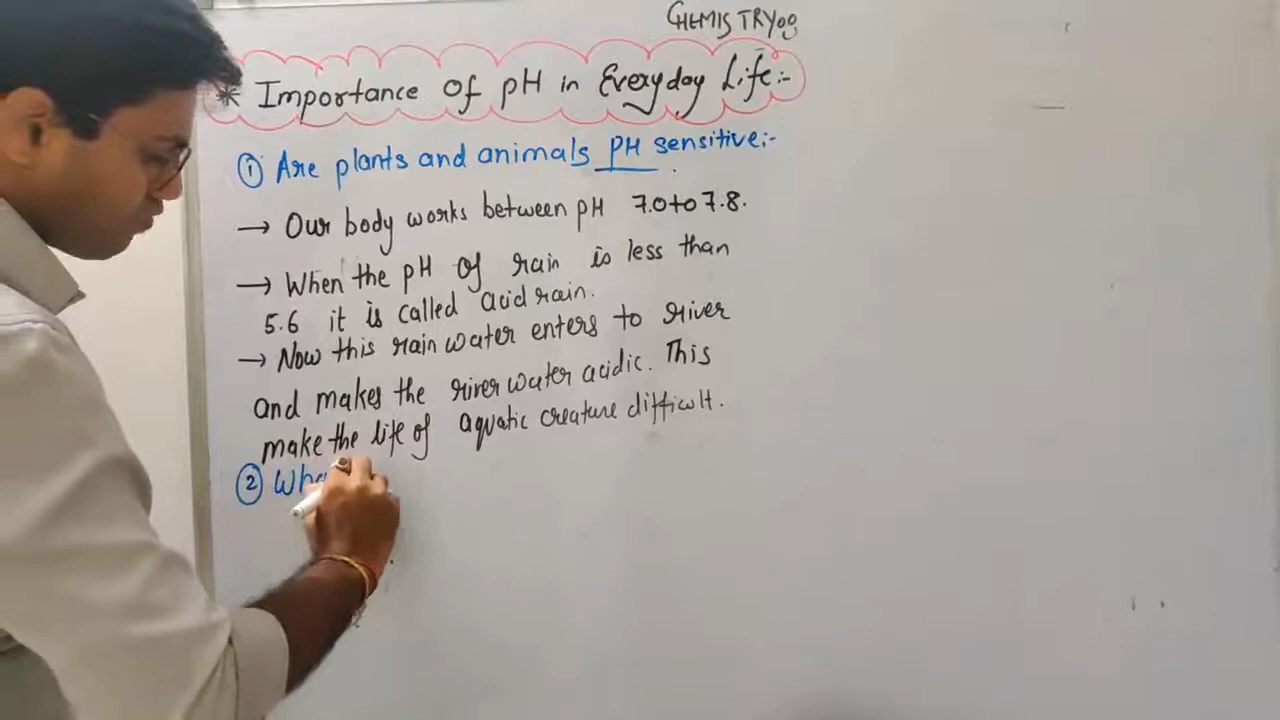 CHEMISTRY
* Importance of pH in Everyday Life:-
① Are plants and animals PH sensitive:-
→ Our body works between pH 7.0 to 7.8.
→ When the pH of rain is less than
5.6 it is called acid rain.
→ Now this rain water enters to river
and makes the river water acidic. This
make the life of aquatic creature difficult.
② Wha